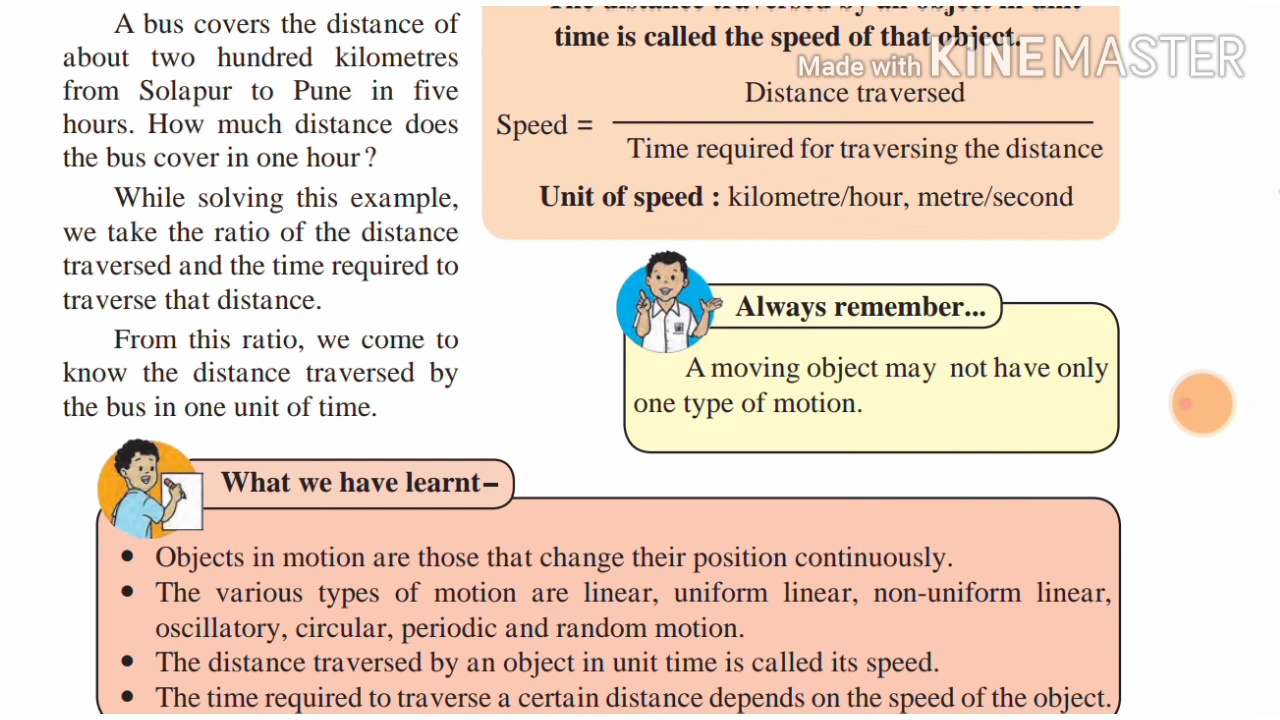 A bus covers the distance of
about two hundred kilometres
from Solapur to Pune in five
hours. How much distance does
the bus cover in one hour?
While solving this example,
we take the ratio of the distance
traversed and the time required to
traverse that distance.
From this ratio, we come to
know the distance traversed by
the bus in one unit of time.
The distance traversed by an object in unit
time is called the speed of that object.
Made with KINEMASTER
Distance traversed
Speed =
Time required for traversing the distance
Unit of speed : kilometre/hour, metre/second
Always remember...
A moving object may not have only
one type of motion.
What we have learnt–
• Objects in motion are those that change their position continuously.
• The various types of motion are linear, uniform linear, non-uniform linear,
oscillatory, circular, periodic and random motion.
• The distance traversed by an object in unit time is called its speed.
• The time required to traverse a certain distance depends on the speed of the object.